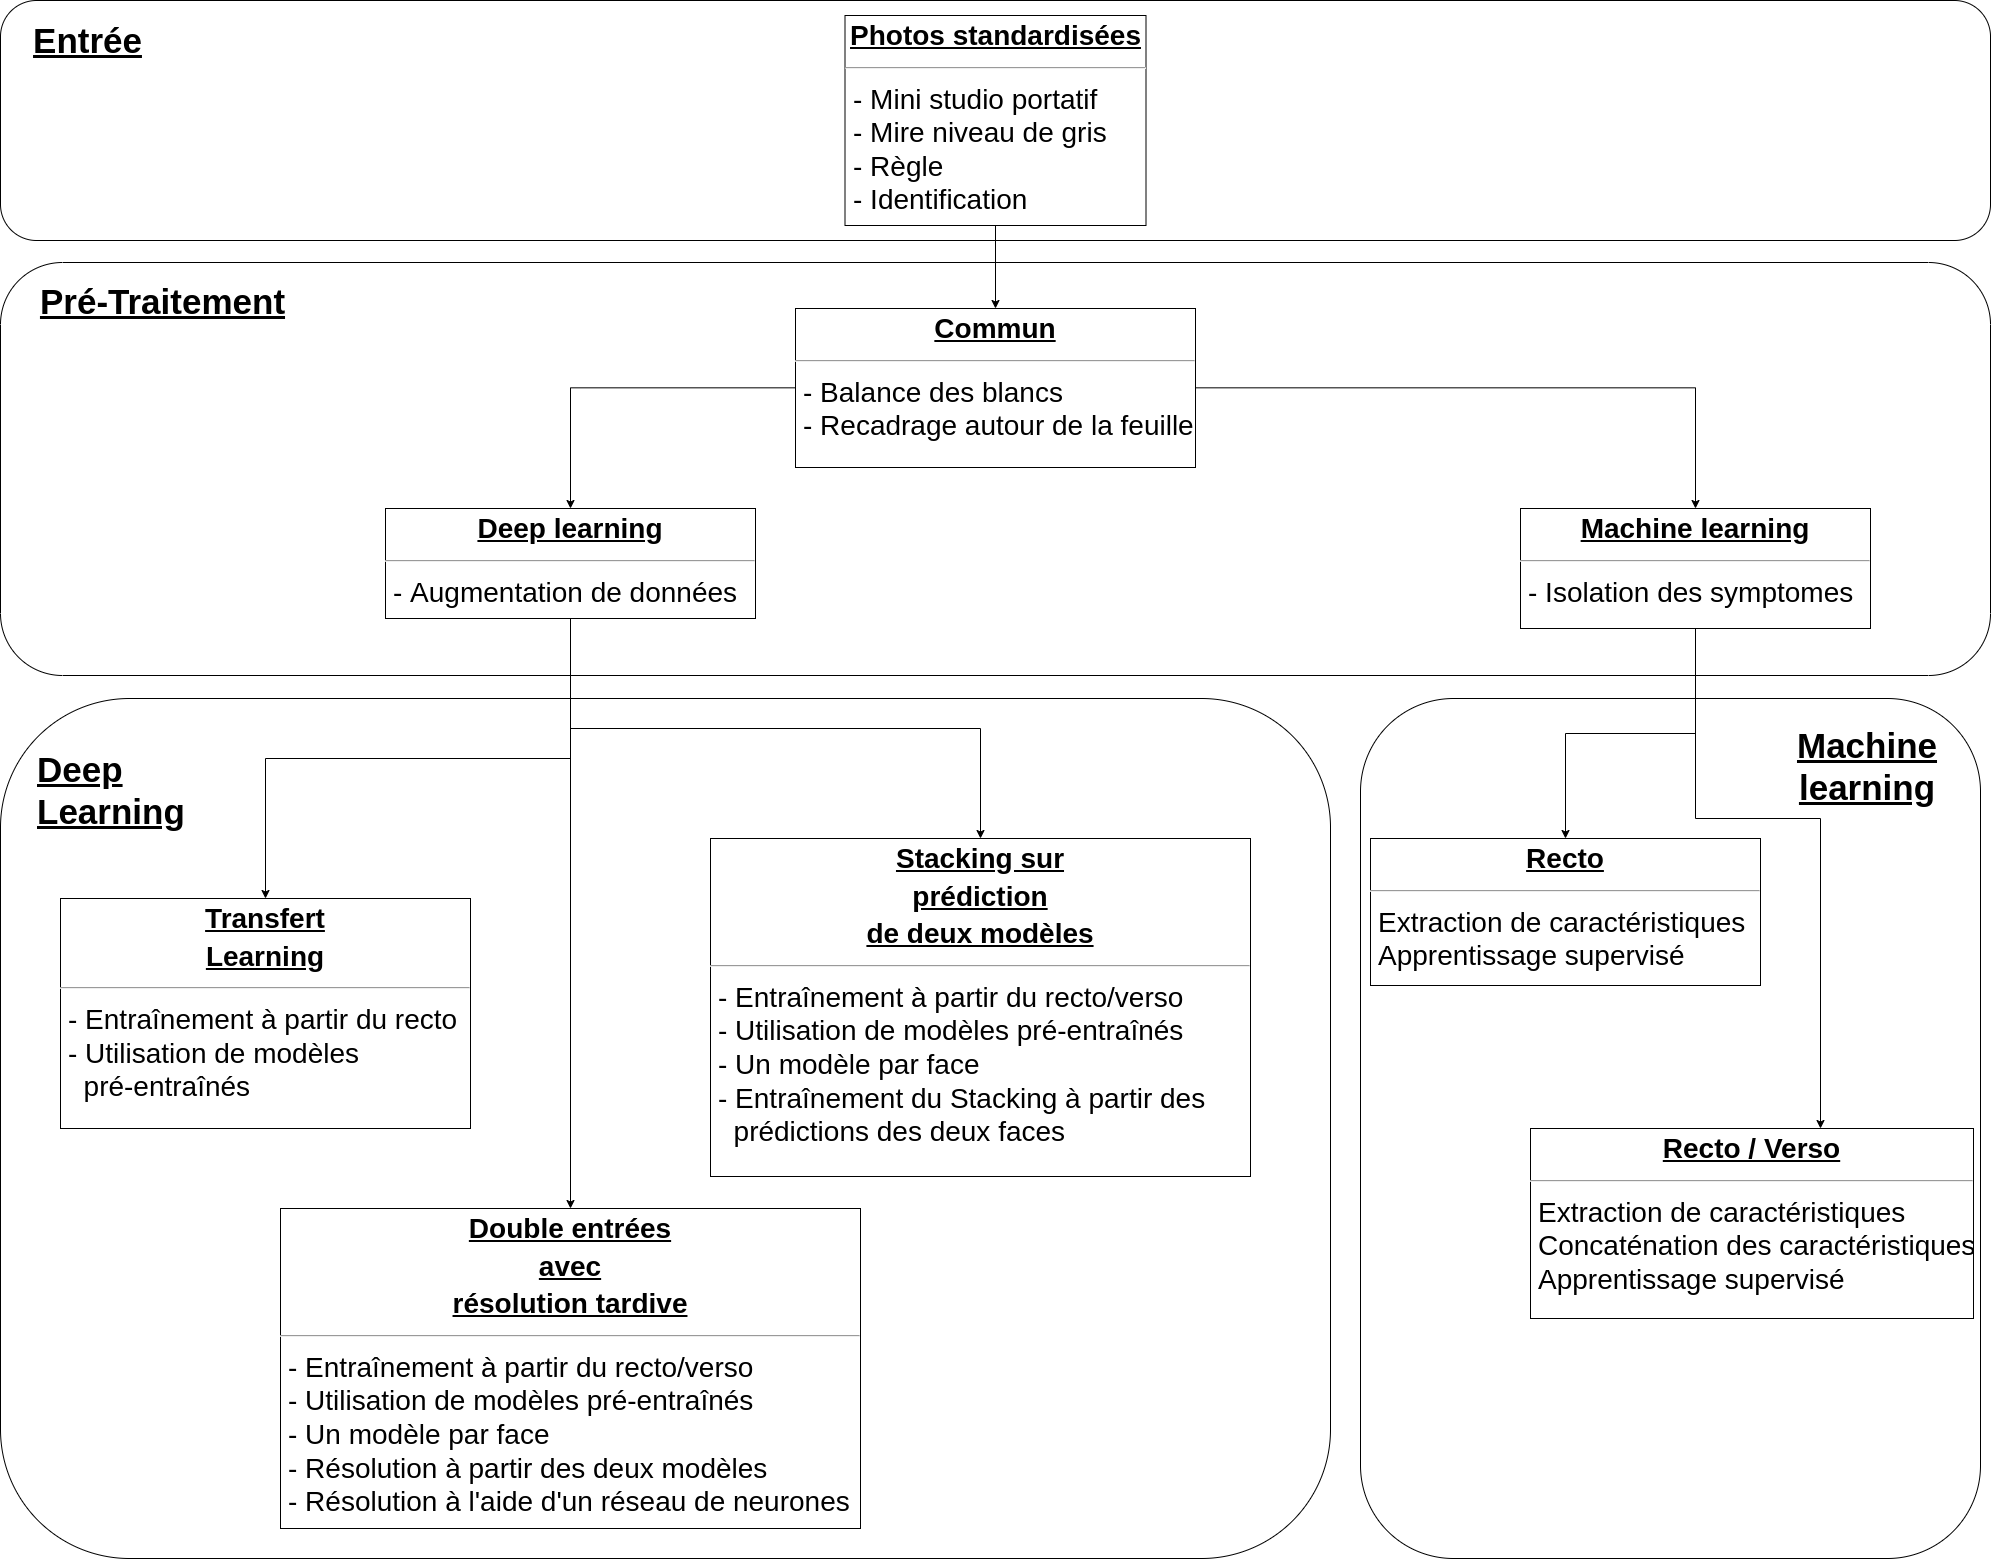 Entrée
Photos standardisées
- Mini studio portatif
- Mire niveau de gris
- Règle
- Identification
Pré-Traitement
Commun
- Balance des blancs
- Recadrage autour de la feuille
Deep learning
- Augmentation de données
Machine learning
- Isolation des symptomes
Deep
Learning
Transfert
Learning
- Entraînement à partir du recto
- Utilisation de modèles
pré-entraînés
Stacking sur
prédiction
de deux modèles
- Entraînement à partir du recto/verso
- Utilisation de modèles pré-entraînés
- Un modèle par face
- Entraînement du Stacking à partir des
prédictions des deux faces
Double entrées
avec
résolution tardive
- Entraînement à partir du recto/verso
- Utilisation de modèles pré-entraînés
- Un modèle par face
- Résolution à partir des deux modèles
- Résolution à l'aide d'un réseau de neurones
Machine
learning
Recto
Extraction de caractéristiques
Apprentissage supervisé
Recto / Verso
Extraction de caractéristiques
Concaténation des caractéristiques
Apprentissage supervisé